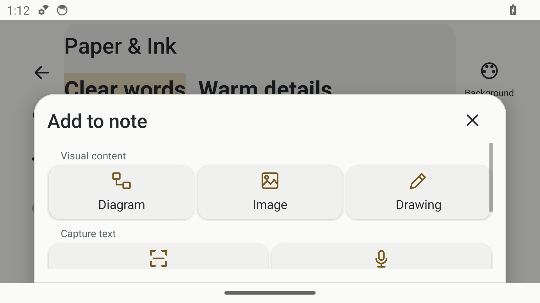 1:12
Paper & Ink
Clear words Warm details
Background
Add to note
Visual content
Diagram Image Drawing
Capture text